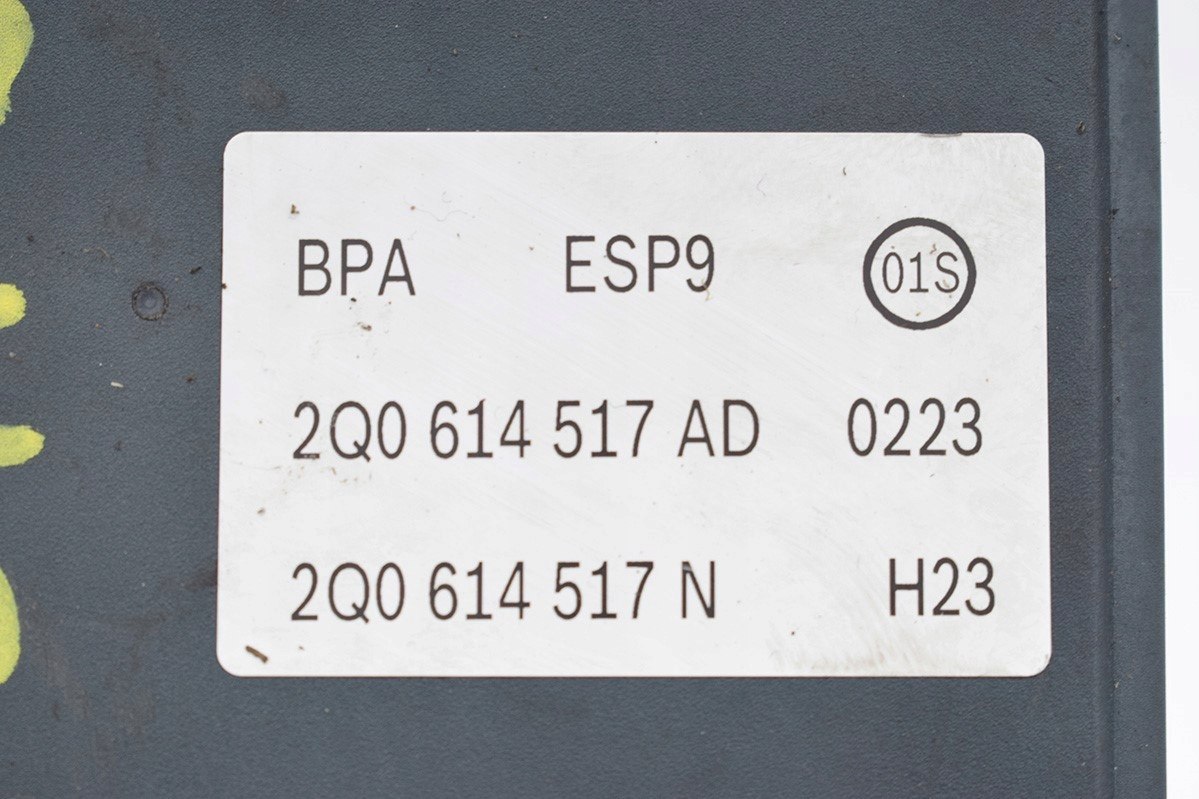 BPA ESP9 01S
2Q0 614 517 AD 0223
2Q0 614 517 N H23